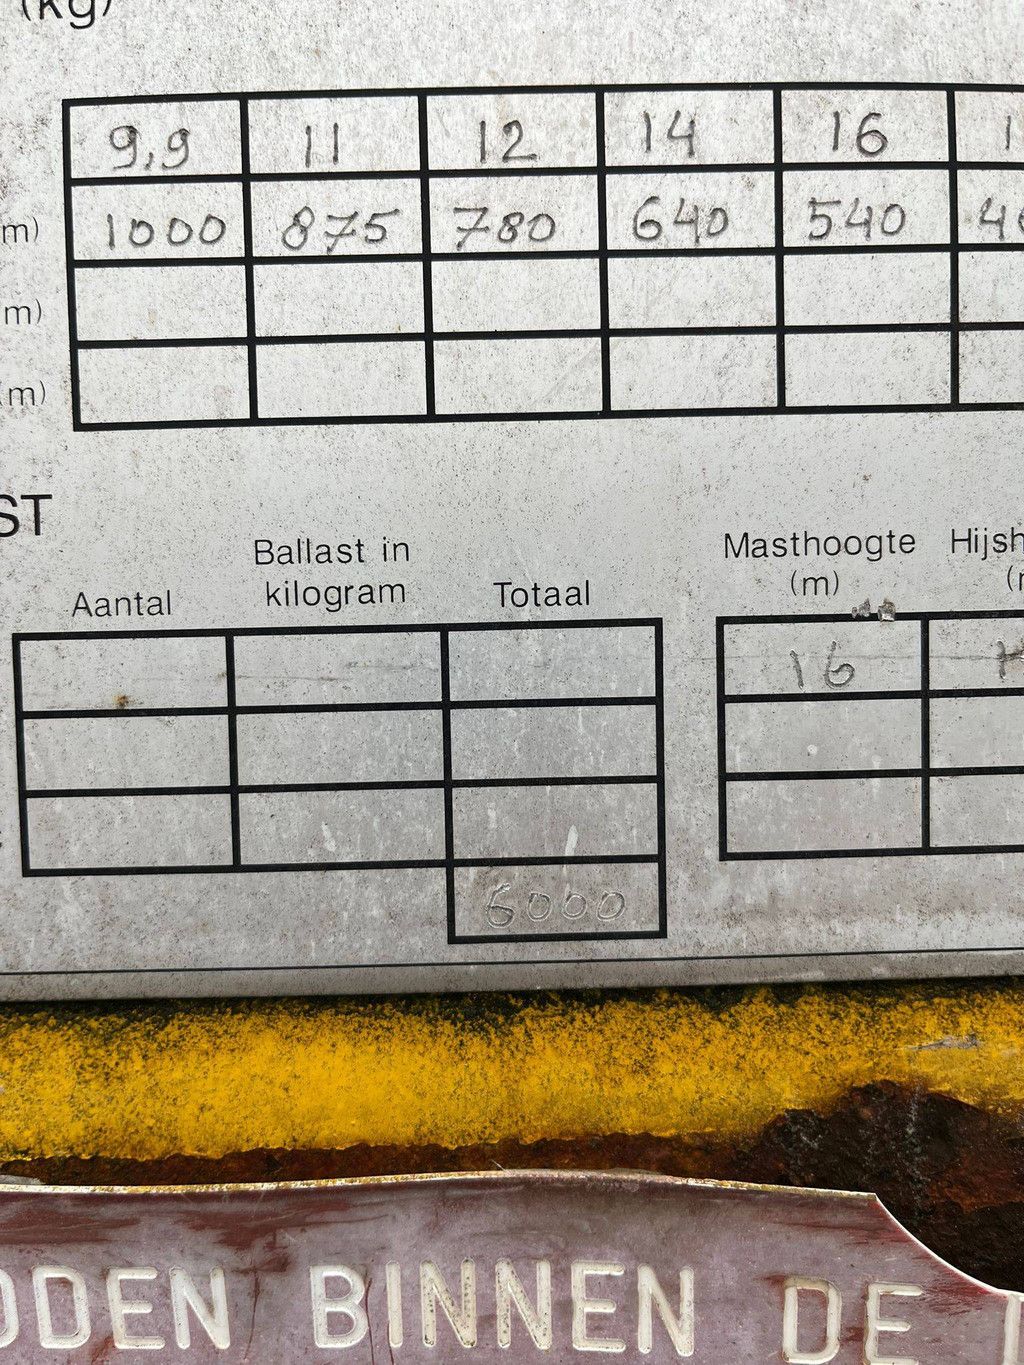 (kg)
9,9 11 12 14 16
m) 1000 875 780 640 540
m)
(m)
ST
Aantal Ballast in kilogram Totaal
Masthoogte (m)
16
6000
DDEN BINNEN DE